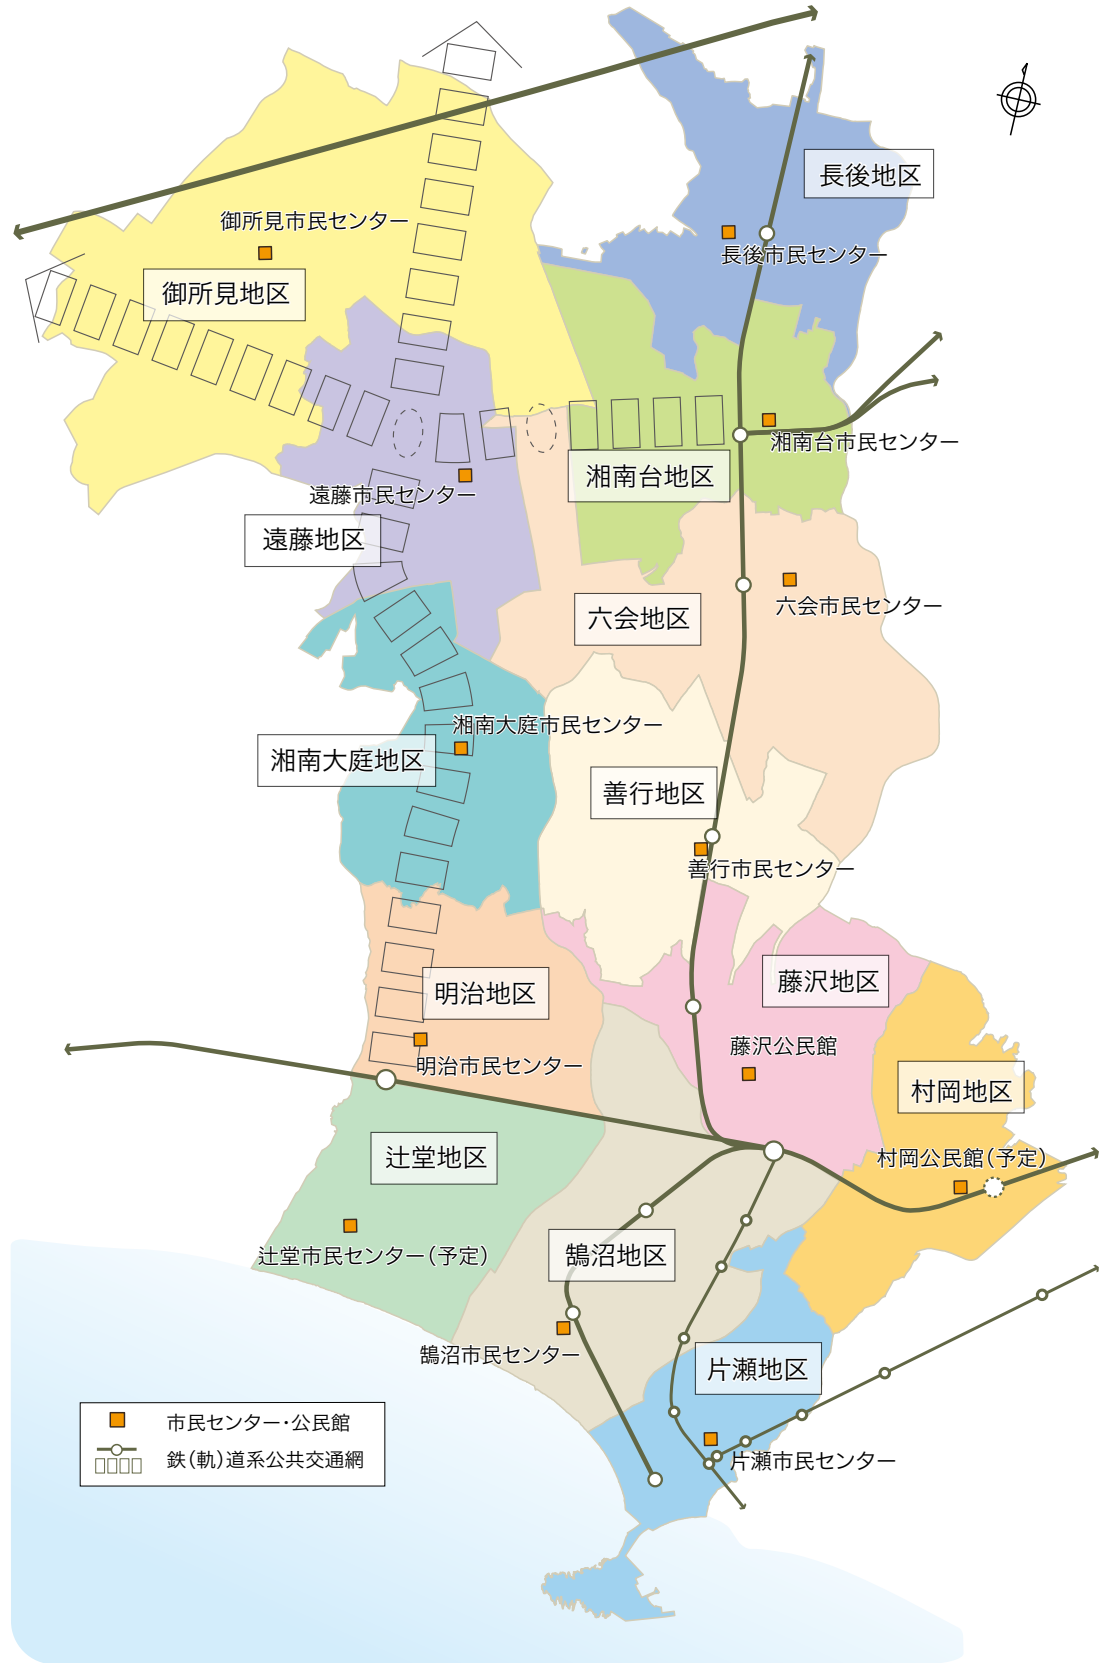 長後地区
御所見市民センター
長後市民センター
御所見地区
湘南台市民センター
湘南台地区
遠藤市民センター
遠藤地区
六会市民センター
六会地区
湘南大庭市民センター
湘南大庭地区
善行地区
善行市民センター
藤沢地区
明治地区
藤沢公民館
明治市民センター
村岡地区
辻堂地区
村岡公民館(予定)
鵠沼地区
辻堂市民センター(予定)
鵠沼市民センター
片瀬地区
市民センター・公民館
鉄(軌)道系公共交通網
片瀬市民センター